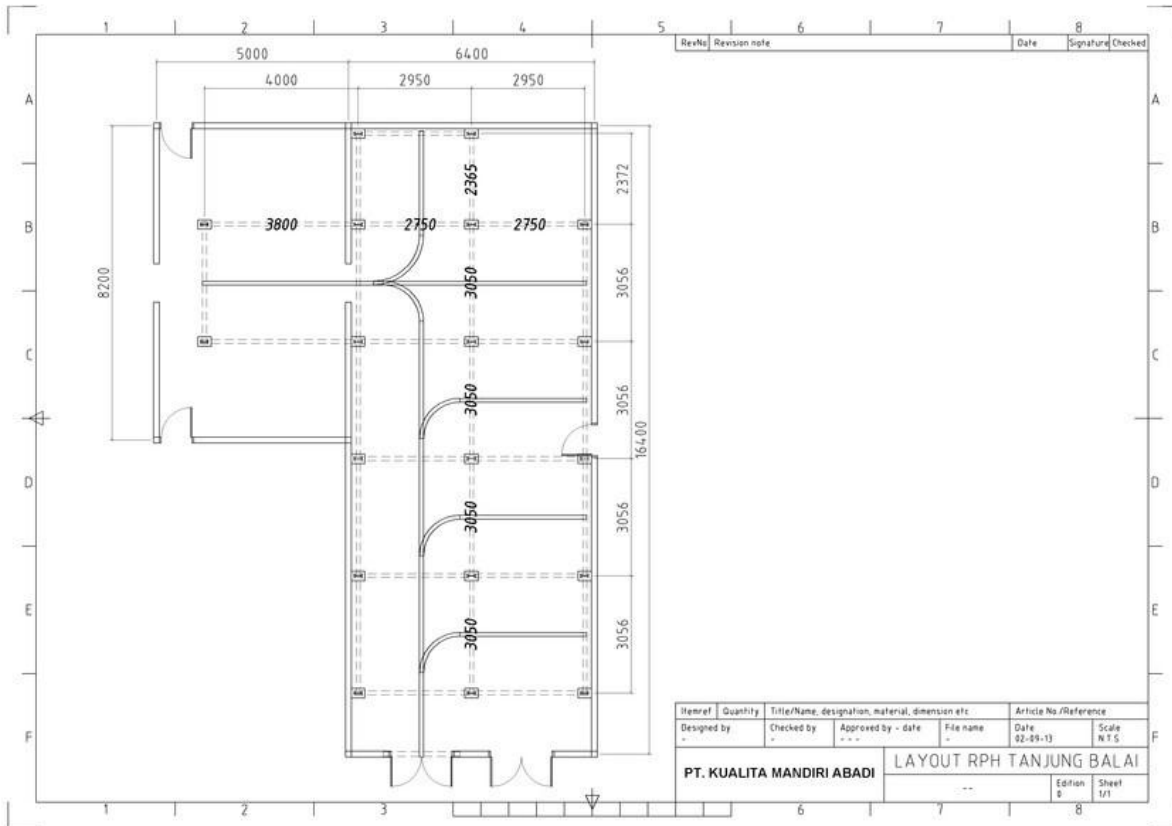 1 2 3 4 5 6 7 8
RevNo Revision note Date Signature Checked
5000 6400
4000 2950 2950
A A
2365 2372
B 3800 2750 2750 B
8200 3050 3056
C 3050 3056 C
16400
D 3050 3056 D
E 3050 3056 E
Itemref Quantity Title/Name, designation, material, dimension etc Article No./Reference
Designed by Checked by Approved by - date File name Date Scale
- - - - - - 02-09-13 N.T.S
F F
PT. KUALITA MANDIRI ABADI LAYOUT RPH TANJUNG BALAI
-- Edition Sheet
0 1/1
1 2 3 6 7 8